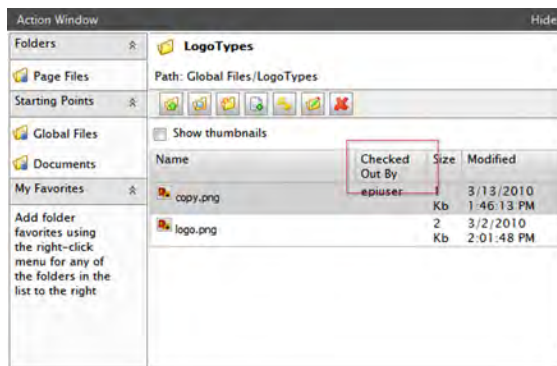 Action Window
Hide
Folders
Page Files
Starting Points
Global Files
Documents
My Favorites
Add folder
favorites using
the right-click
menu for any of
the folders in the
list to the right
LogoTypes
Path: Global Files/LogoTypes
Show thumbnails
Name Checked Size Modified
Out By
copy.png epiuser 1 3/13/2010
Kb 1:46:13 PM
logo.png 2 3/2/2010
Kb 2:01:48 PM